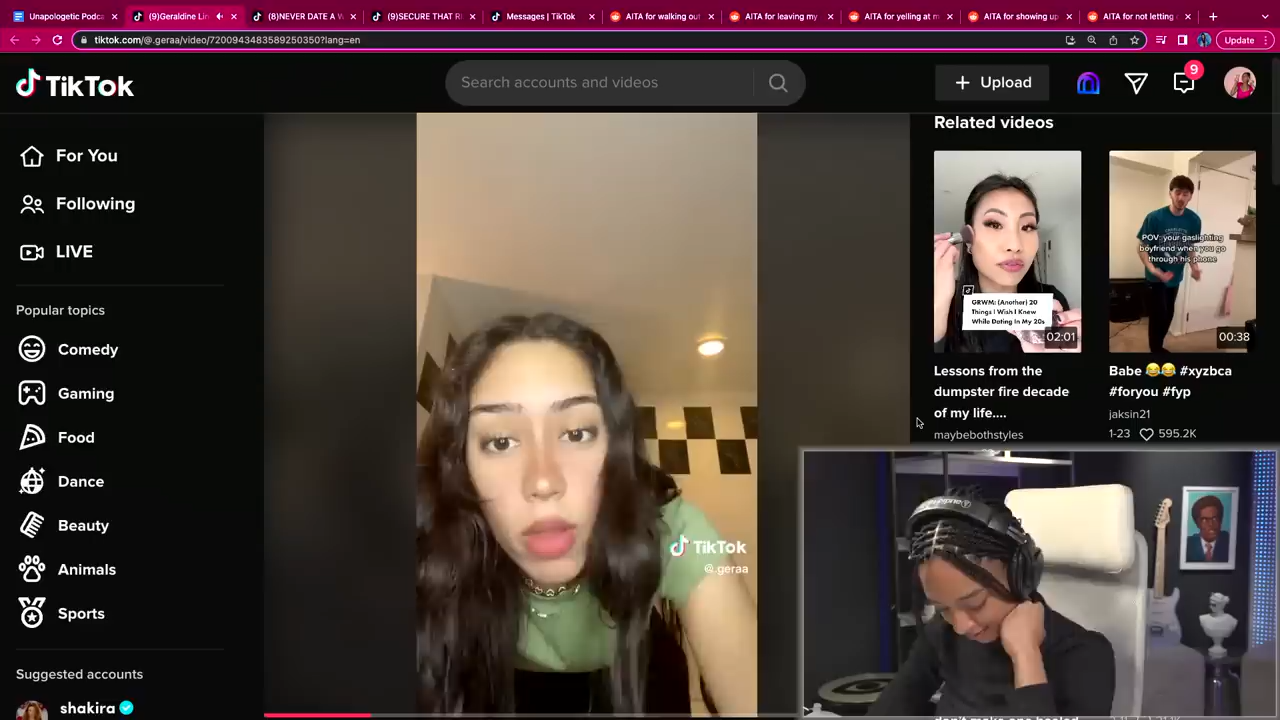 Unapologetic Podca
(9)Geraldine Lin
(8)NEVER DATE A W
(9)SECURE THAT R
Messages | TikTok
AITA for walking out
AITA for leaving my
AITA for yelling at m
AITA for showing up
AITA for not letting
tiktok.com/@.geraa/video/7200943483589250350?lang=en
Update
TikTok
Search accounts and videos
+ Upload
9
For You
Following
LIVE
Popular topics
Comedy
Gaming
Food
Dance
Beauty
Animals
Sports
Suggested accounts
shakira
TikTok
@.geraa
Related videos
GRWM: (Another) 20
Things I Wish I Knew
While Dating In My 20s
02:01
Lessons from the
dumpster fire decade
of my life....
maybebothstyles
POV: your gaslighting
boyfriend when you go
through his phone
00:38
Babe 😂😂 #xyzbca
#foryou #fyp
jaksin21
1-23 595.2K